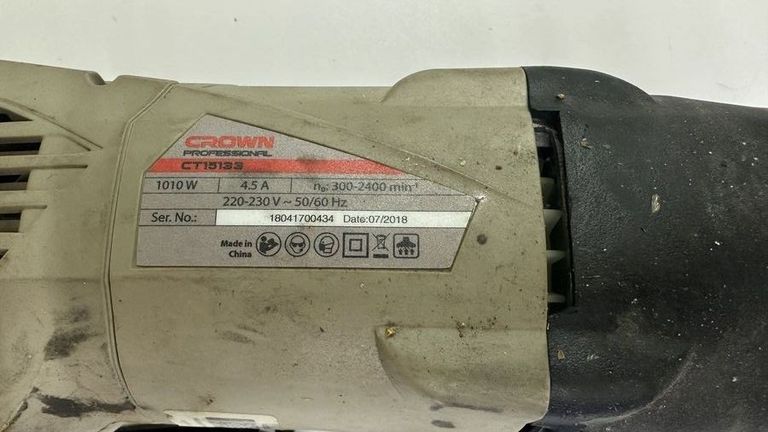 CROWN
PROFESSIONAL
CT15133
1010 W 4.5 A n₀: 300-2400 min⁻¹
220-230 V ~ 50/60 Hz
Ser. No.: 18041700434 Date:07/2018
Made in
China